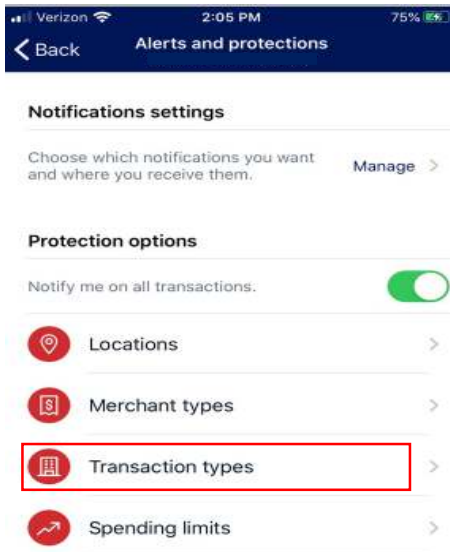 Verizon 2:05 PM 75%
Back Alerts and protections
Notifications settings
Choose which notifications you want
and where you receive them.
Manage
Protection options
Notify me on all transactions.
Locations
Merchant types
Transaction types
Spending limits